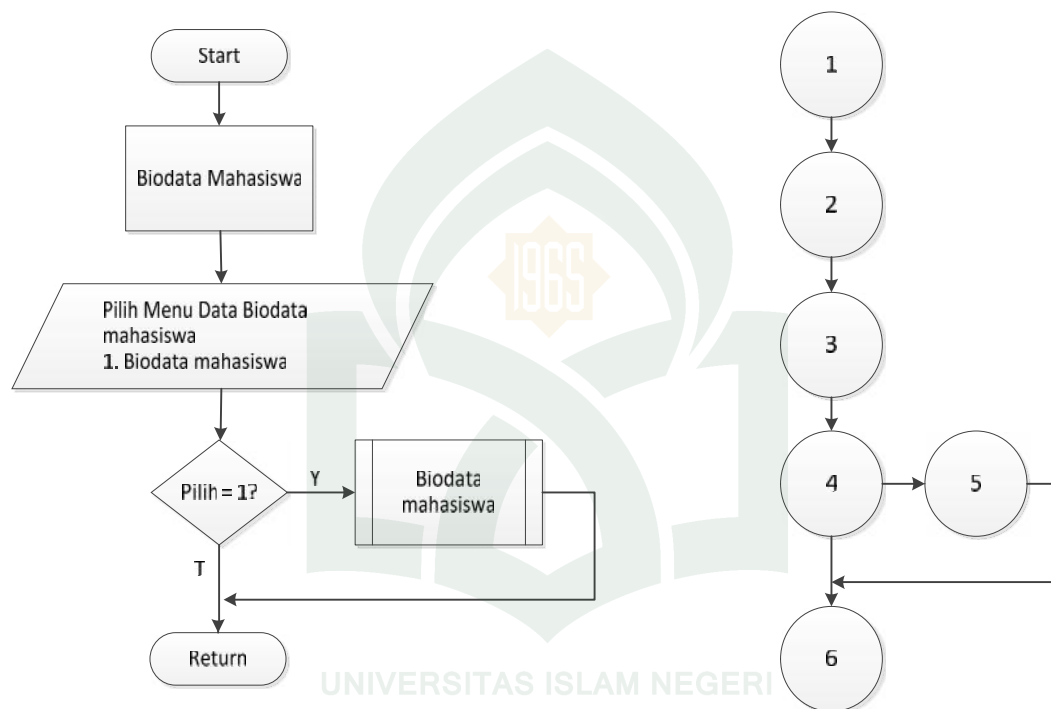 Start
Biodata Mahasiswa
Pilih Menu Data Biodata
mahasiswa
1. Biodata mahasiswa
Pilih = 1?
Y
Biodata
mahasiswa
T
Return
1
2
3
4
5
6
1965
UNIVERSITAS ISLAM NEGERI